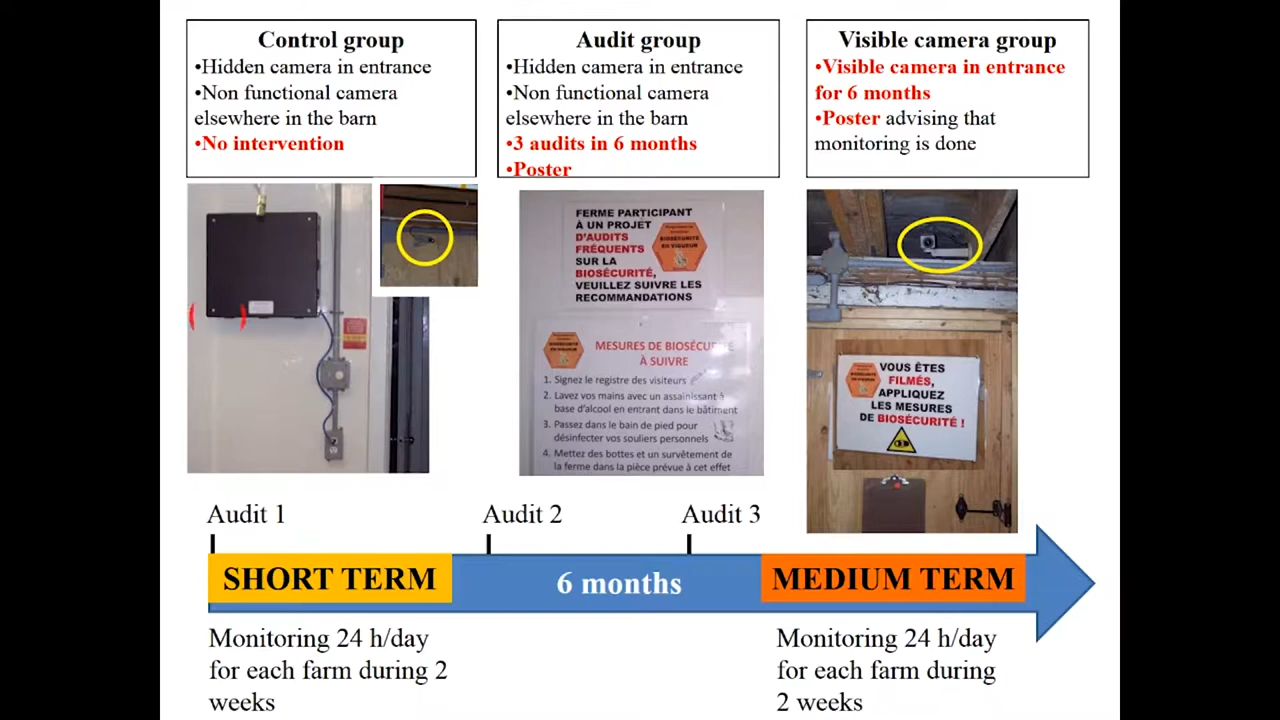 Control group
•Hidden camera in entrance
•Non functional camera
elsewhere in the barn
•No intervention
Audit group
•Hidden camera in entrance
•Non functional camera
elsewhere in the barn
•3 audits in 6 months
•Poster
Visible camera group
•Visible camera in entrance
for 6 months
•Poster advising that
monitoring is done
FERME PARTICIPANT
À UN PROJET
D'AUDITS
FRÉQUENTS
SUR LA
BIOSÉCURITÉ,
VEUILLEZ SUIVRE LES
RECOMMANDATIONS
BIOSÉCURITÉ
EN VIGUEUR
MESURES DE BIOSÉCURITÉ
À SUIVRE
1. Signez le registre des visiteurs
2. Lavez vos mains avec un assainissant à
base d'alcool en entrant dans le bâtiment
3. Passez dans le bain de pied pour
désinfecter vos souliers personnels
4. Mettez des bottes et un survêtement de
la ferme dans la pièce prévue à cet effet
VOUS ÊTES
FILMÉS,
APPLIQUEZ
LES MESURES
DE BIOSÉCURITÉ !
Audit 1
Audit 2
Audit 3
SHORT TERM
6 months
MEDIUM TERM
Monitoring 24 h/day
for each farm during 2
weeks
Monitoring 24 h/day
for each farm during
2 weeks